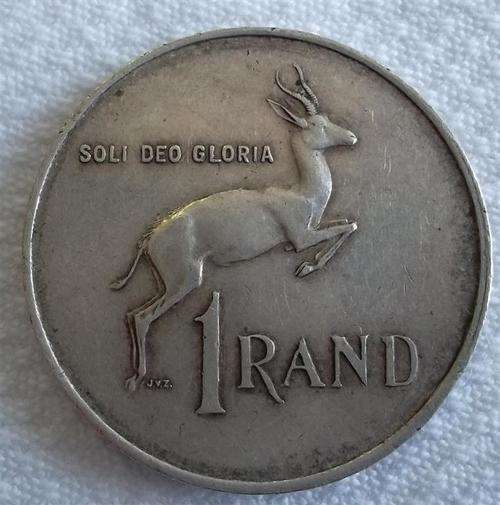 SOLI DEO GLORIA
1 RAND
JVZ.